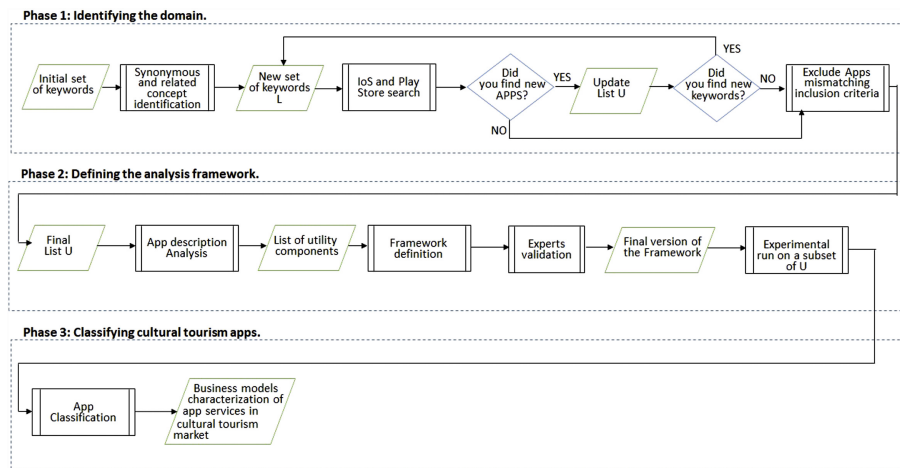 Phase 1: Identifying the domain.
Initial set
of keywords
Synonymous
and related
concept
identification
New set
of keywords
L
IoS and Play
Store search
Did
you find new
APPS?
YES
NO
Update
List U
Did
you find new
keywords?
YES
NO
Exclude Apps
mismatching
inclusion criteria
Phase 2: Defining the analysis framework.
Final
List U
App description
Analysis
List of utility
components
Framework
definition
Experts
validation
Final version of
the Framework
Experimental
run on a subset
of U
Phase 3: Classifying cultural tourism apps.
App
Classification
Business models
characterization of
app services in
cultural tourism
market